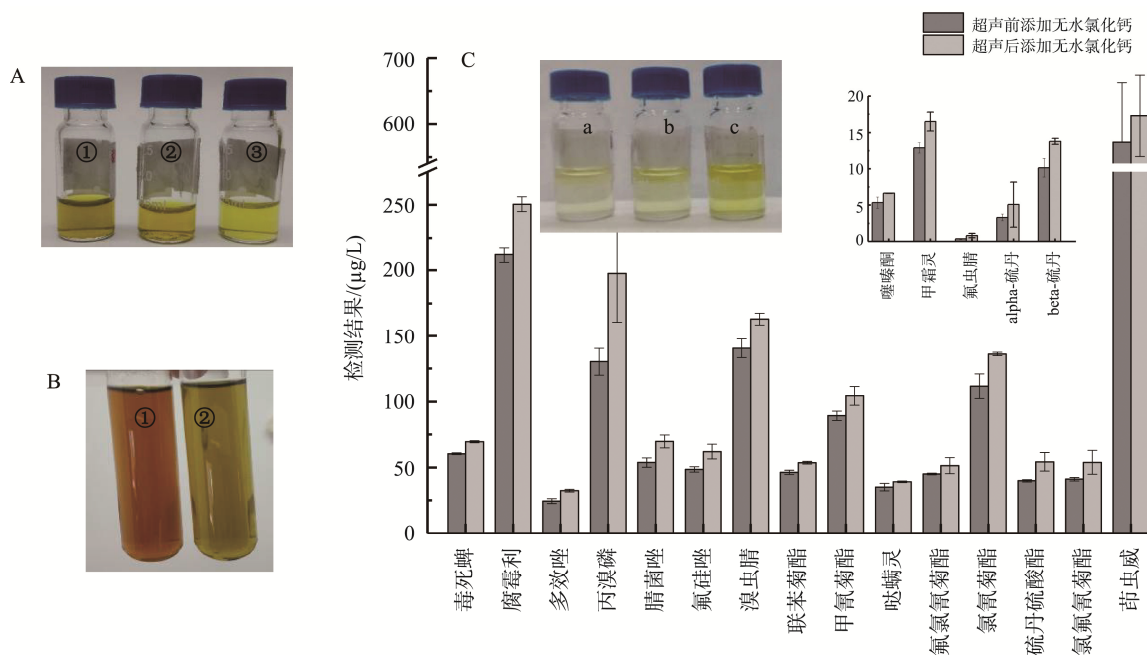 超声前添加无水氯化钙
超声后添加无水氯化钙
A
①
②
③
B
①
②
C
a
b
c
检测结果/(μg/L)
700
600
250
200
150
100
50
0
毒死蜱
腐霉利
多效唑
丙溴磷
腈菌唑
氟硅唑
溴虫腈
联苯菊酯
甲氰菊酯
哒螨灵
氟氯氰菊酯
氯氰菊酯
硫丹硫酸酯
氯氟氰菊酯
茚虫威
20
15
10
5
0
噻嗪酮
甲霜灵
氟虫腈
alpha-硫丹
beta-硫丹